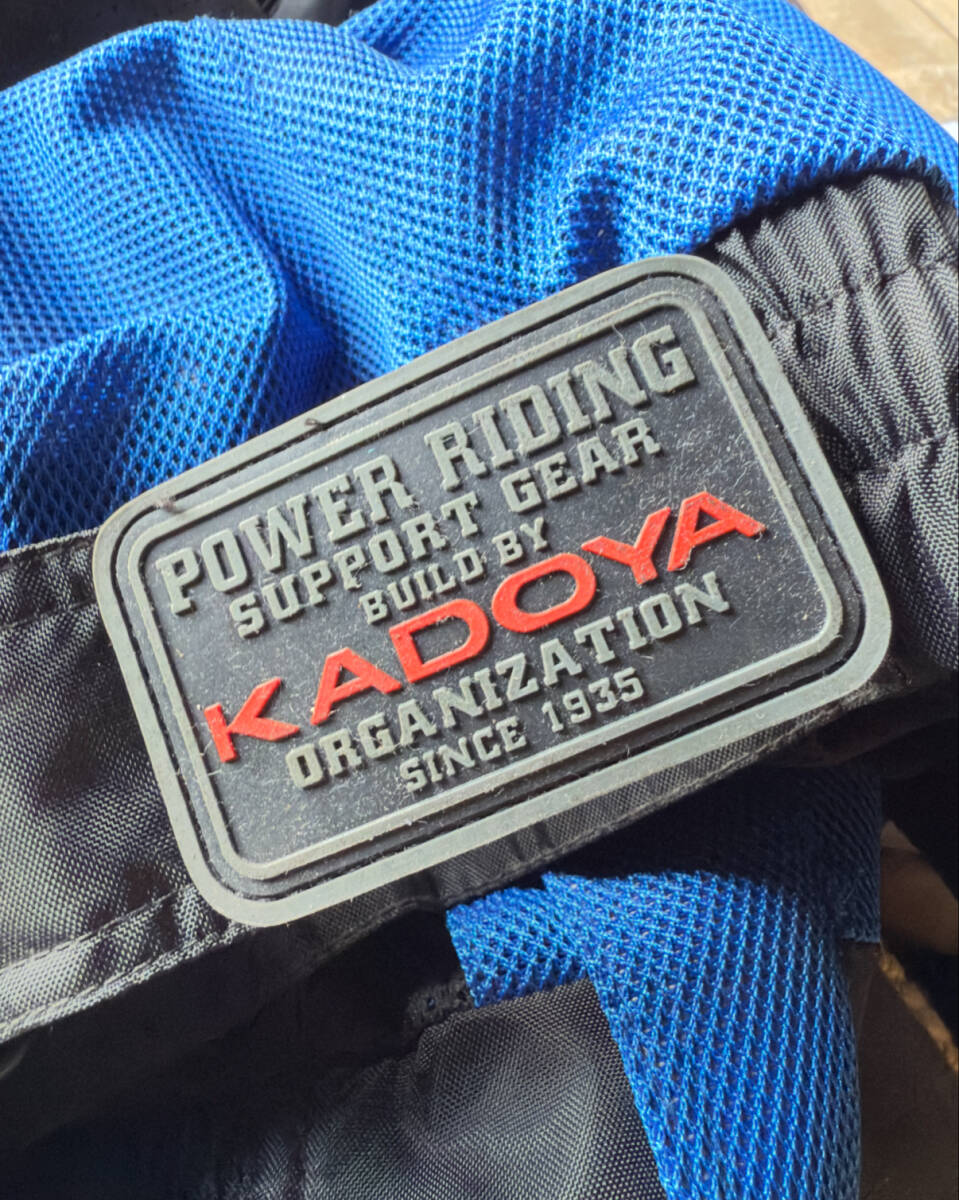 POWER RIDING
SUPPORT GEAR
BUILD BY
KADOYA
ORGANIZATION
SINCE 1935